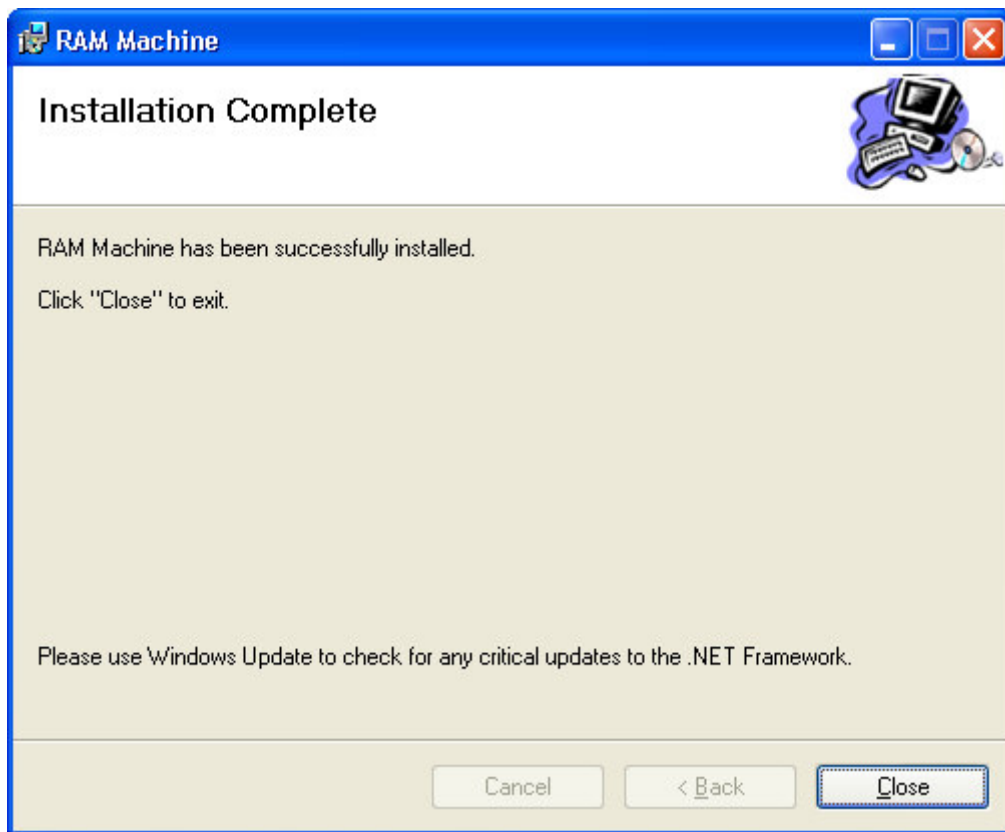 RAM Machine
Installation Complete
RAM Machine has been successfully installed.
Click "Close" to exit.
Please use Windows Update to check for any critical updates to the .NET Framework.
Cancel
< Back
Close